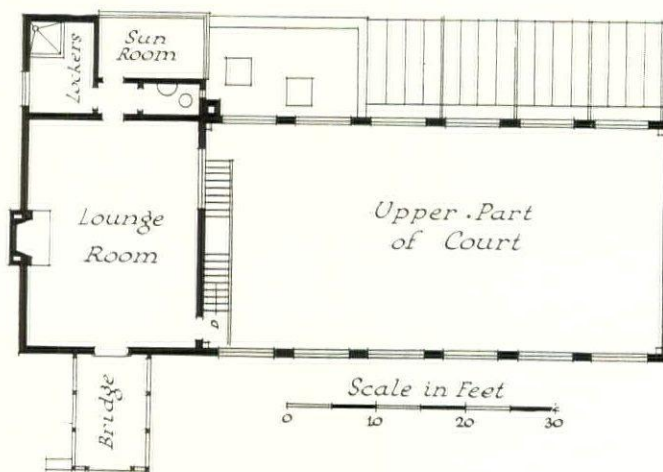 Sun
Room
Lockers
Lounge
Room
Upper Part
of Court
D
Bridge
Scale in Feet
0 10 20 30